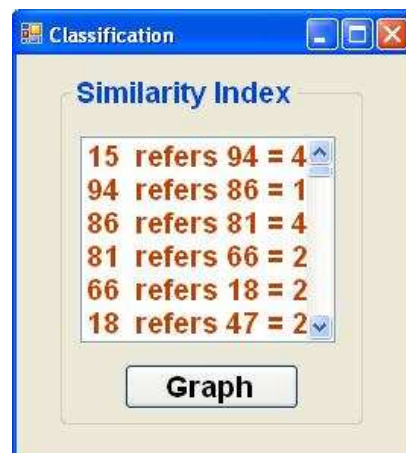 Classification
Similarity Index
15 refers 94 = 4
94 refers 86 = 1
86 refers 81 = 4
81 refers 66 = 2
66 refers 18 = 2
18 refers 47 = 2
Graph